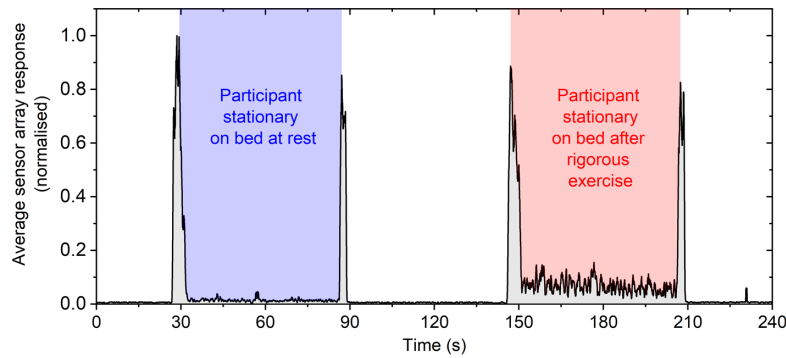 Average sensor array response
(normalised)
1.0
0.8
0.6
0.4
0.2
0.0
Participant
stationary
on bed at rest
Participant
stationary
on bed after
rigorous
exercise
0 30 60 90 120 150 180 210 240
Time (s)